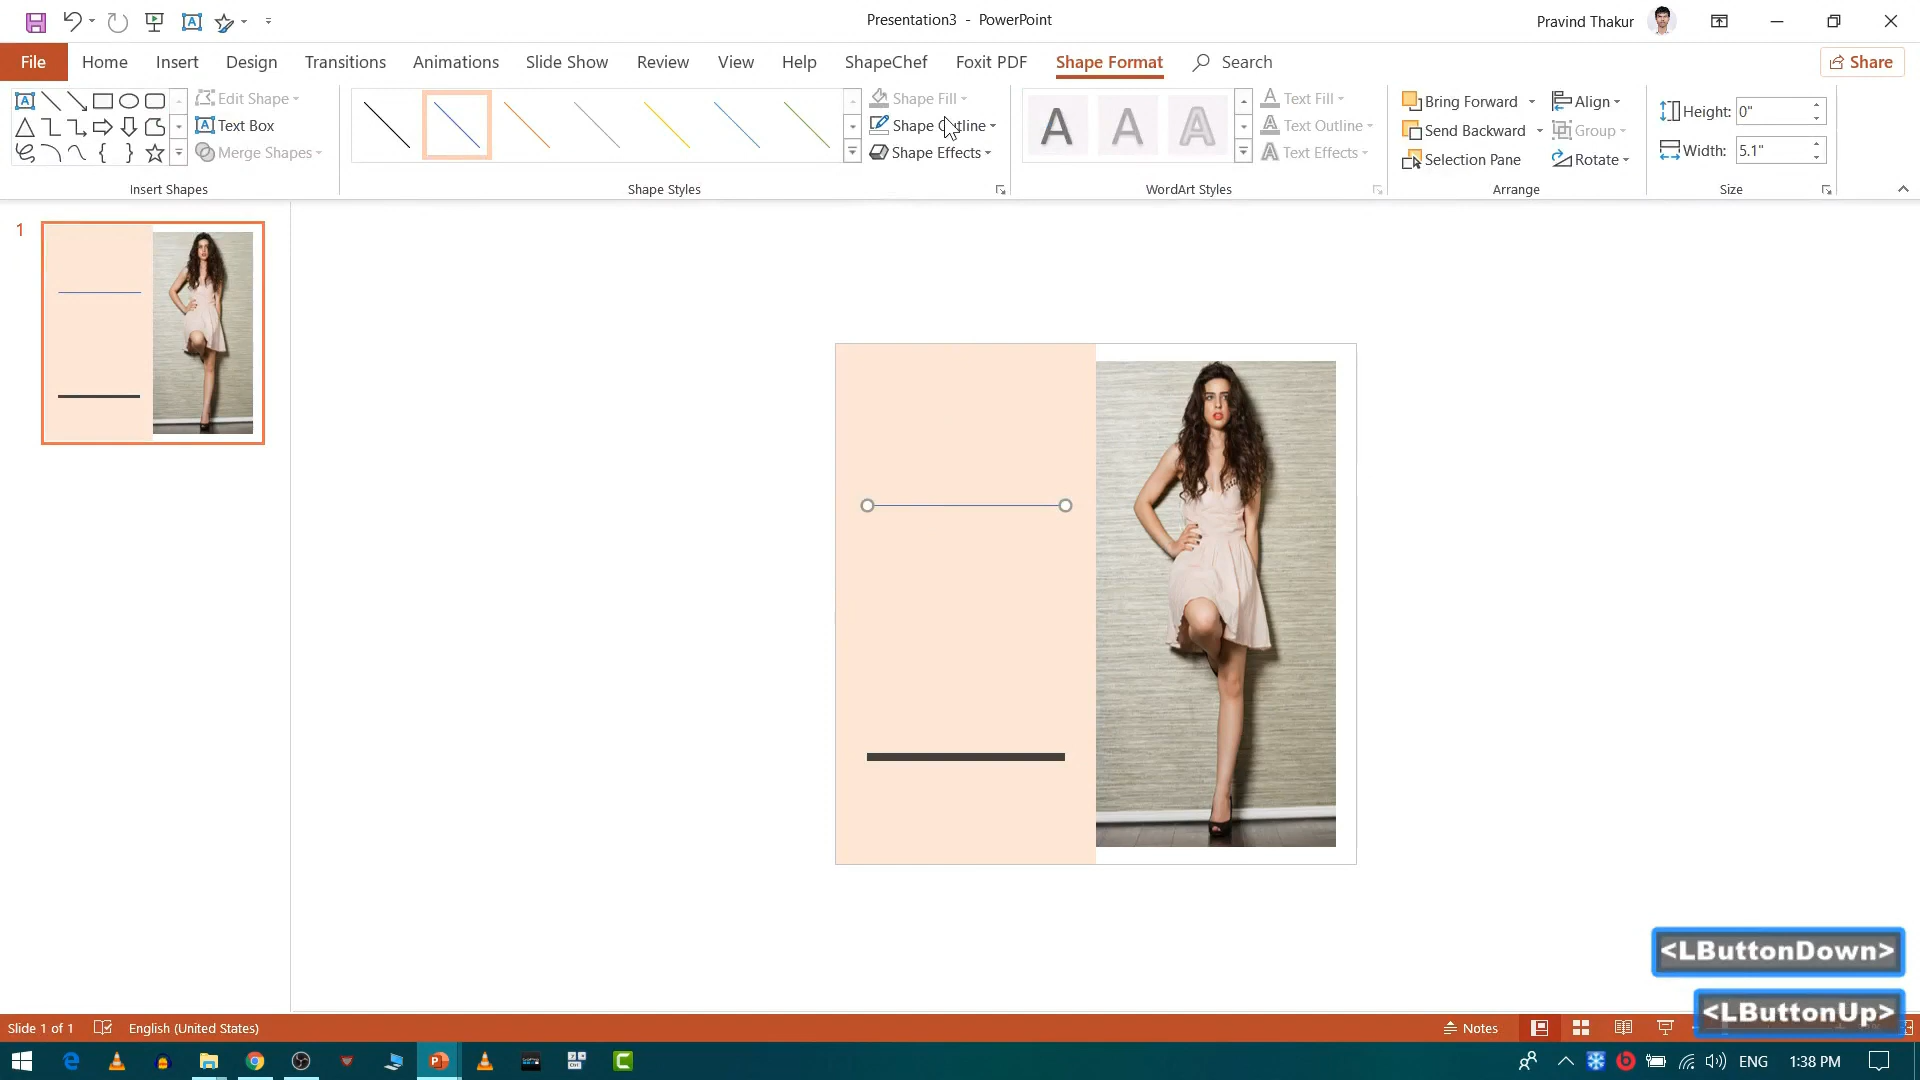 Presentation3 - PowerPoint
Pravind Thakur
File
Home
Insert
Design
Transitions
Animations
Slide Show
Review
View
Help
ShapeChef
Foxit PDF
Shape Format
Search
Share
Edit Shape
Text Box
Merge Shapes
Insert Shapes
Shape Fill
Shape Outline
Shape Effects
Shape Styles
A A A
Text Fill
Text Outline
Text Effects
WordArt Styles
Bring Forward
Send Backward
Selection Pane
Align
Group
Rotate
Arrange
Height: 0"
Width: 5.1"
Size
1
<LButtonDown>
<LButtonUp>
Slide 1 of 1
English (United States)
Notes
ENG
1:38 PM